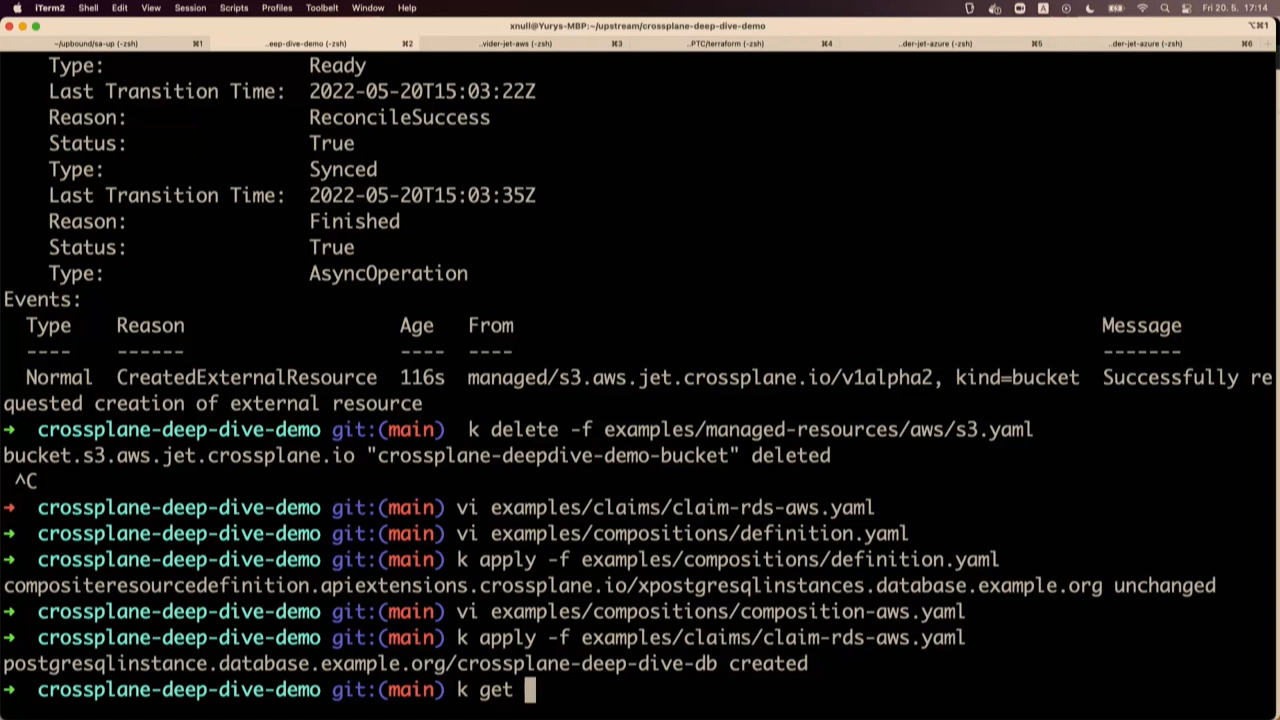 iTerm2 Shell Edit View Session Scripts Profiles Toolbelt Window Help Fri 20. 5. 17:14
xnull@Yurys-MBP:~/upstream/crossplane-deep-dive-demo ⌥⌘1
~/upbound/sa-up (-zsh) ⌘1 ..eep-dive-demo (-zsh) ⌘2 ..vider-jet-aws (-zsh) ⌘3 ..PTC/terraform (-zsh) ⌘4 ..der-jet-azure (-zsh) ⌘5 ..der-jet-azure (-zsh) ⌘6
Type: Ready
Last Transition Time: 2022-05-20T15:03:22Z
Reason: ReconcileSuccess
Status: True
Type: Synced
Last Transition Time: 2022-05-20T15:03:35Z
Reason: Finished
Status: True
Type: AsyncOperation
Events:
Type Reason Age From Message
---- ------ ---- ---- -------
Normal CreatedExternalResource 116s managed/s3.aws.jet.crossplane.io/v1alpha2, kind=bucket Successfully re
quested creation of external resource
➜ crossplane-deep-dive-demo git:(main) k delete -f examples/managed-resources/aws/s3.yaml
bucket.s3.aws.jet.crossplane.io "crossplane-deepdive-demo-bucket" deleted
^C
➜ crossplane-deep-dive-demo git:(main) vi examples/claims/claim-rds-aws.yaml
➜ crossplane-deep-dive-demo git:(main) vi examples/compositions/definition.yaml
➜ crossplane-deep-dive-demo git:(main) k apply -f examples/compositions/definition.yaml
compositeresourcedefinition.apiextensions.crossplane.io/xpostgresqlinstances.database.example.org unchanged
➜ crossplane-deep-dive-demo git:(main) vi examples/compositions/composition-aws.yaml
➜ crossplane-deep-dive-demo git:(main) k apply -f examples/claims/claim-rds-aws.yaml
postgresqlinstance.database.example.org/crossplane-deep-dive-db created
➜ crossplane-deep-dive-demo git:(main) k get